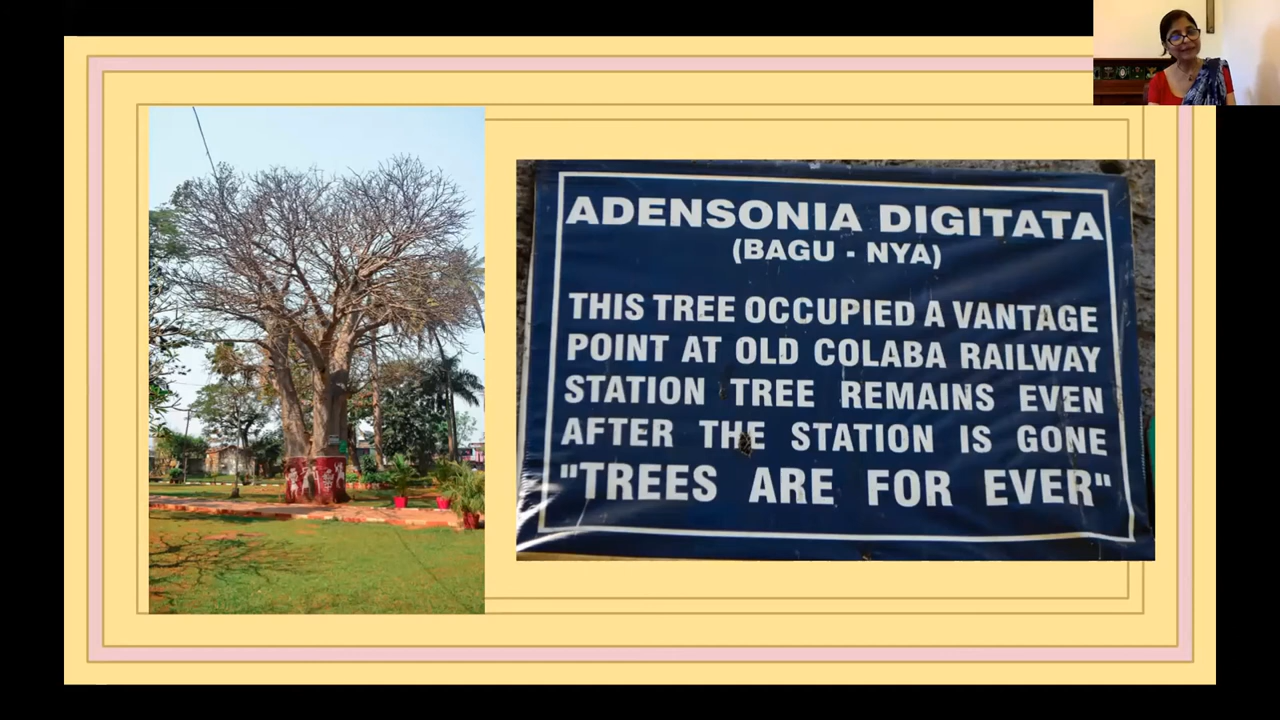 ADENSONIA DIGITATA
(BAGU - NYA)
THIS TREE OCCUPIED A VANTAGE
POINT AT OLD COLABA RAILWAY
STATION TREE REMAINS EVEN
AFTER THE STATION IS GONE
"TREES ARE FOR EVER"